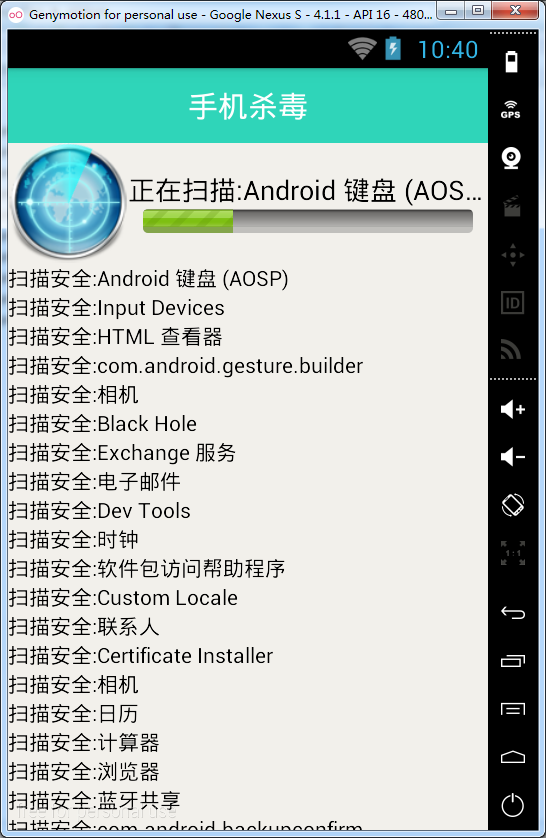 Genymotion for personal use - Google Nexus S - 4.1.1 - API 16 - 480...
10:40
手机杀毒
GPS
正在扫描:Android 键盘 (AOS...
扫描安全:Android 键盘 (AOSP)
扫描安全:Input Devices
扫描安全:HTML 查看器
扫描安全:com.android.gesture.builder
扫描安全:相机
扫描安全:Black Hole
扫描安全:Exchange 服务
扫描安全:电子邮件
扫描安全:Dev Tools
扫描安全:时钟
扫描安全:软件包访问帮助程序
扫描安全:Custom Locale
扫描安全:联系人
扫描安全:Certificate Installer
扫描安全:相机
扫描安全:日历
扫描安全:计算器
扫描安全:浏览器
扫描安全:蓝牙共享
free for personal use
扫描安全:com.android.backupconfirm
ID
1:1